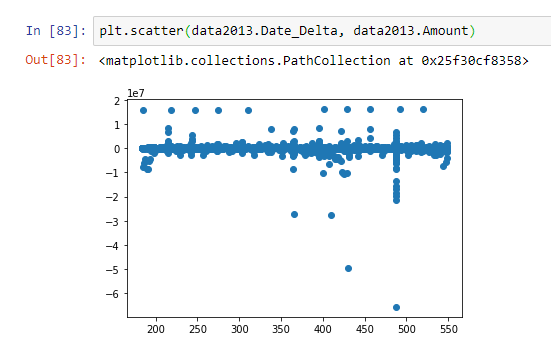 In [83]: plt.scatter(data2013.Date_Delta, data2013.Amount)
Out[83]: <matplotlib.collections.PathCollection at 0x25f30cf8358>
1e7
2
1
0
−1
−2
−3
−4
−5
−6
200 250 300 350 400 450 500 550